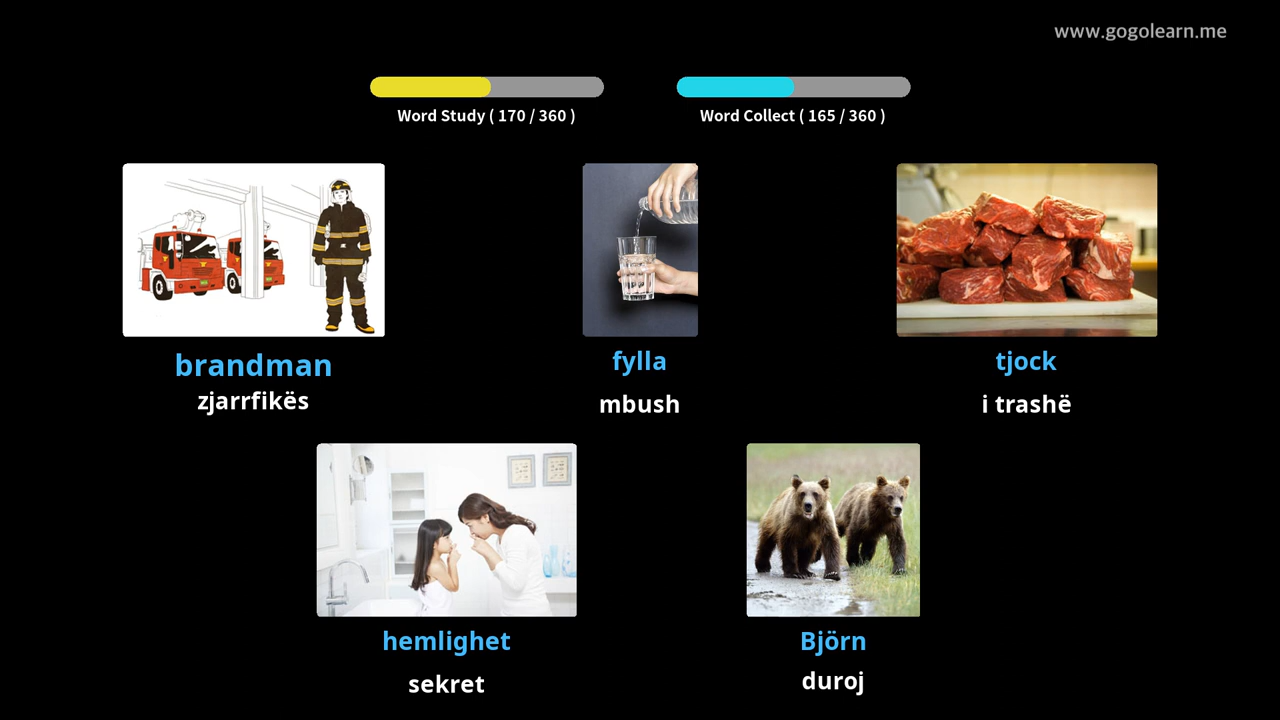 www.gogolearn.me
Word Study ( 170 / 360 )
Word Collect ( 165 / 360 )
brandman
zjarrfikës
fylla
mbush
tjock
i trashë
hemlighet
sekret
Björn
duroj